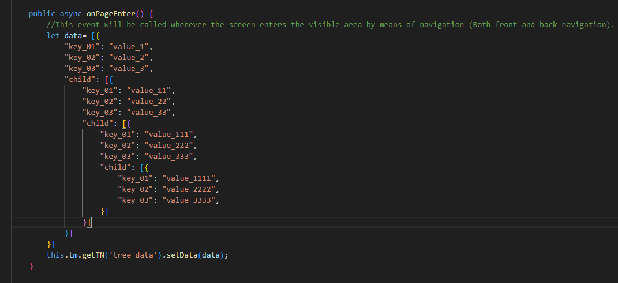 public async onPageEnter() {
//This event will be called whenever the screen enters the visible area by means of navigation (Both front and back navigation).
let data= [{
"key_01": "value_1",
"key_02": "value_2",
"key_03": "value_3",
"child": [{
"key_01": "value_11",
"key_02": "value_22",
"key_03": "value_33",
"child": [{
"key_01": "value_111",
"key_02": "value_222",
"key_03": "value_333",
"child": [{
"key_01": "value_1111",
"key_02": "value_2222",
"key_03": "value_3333",
}]
}]
}]
}]
this.tm.getTN('tree_data').setData(data);
}